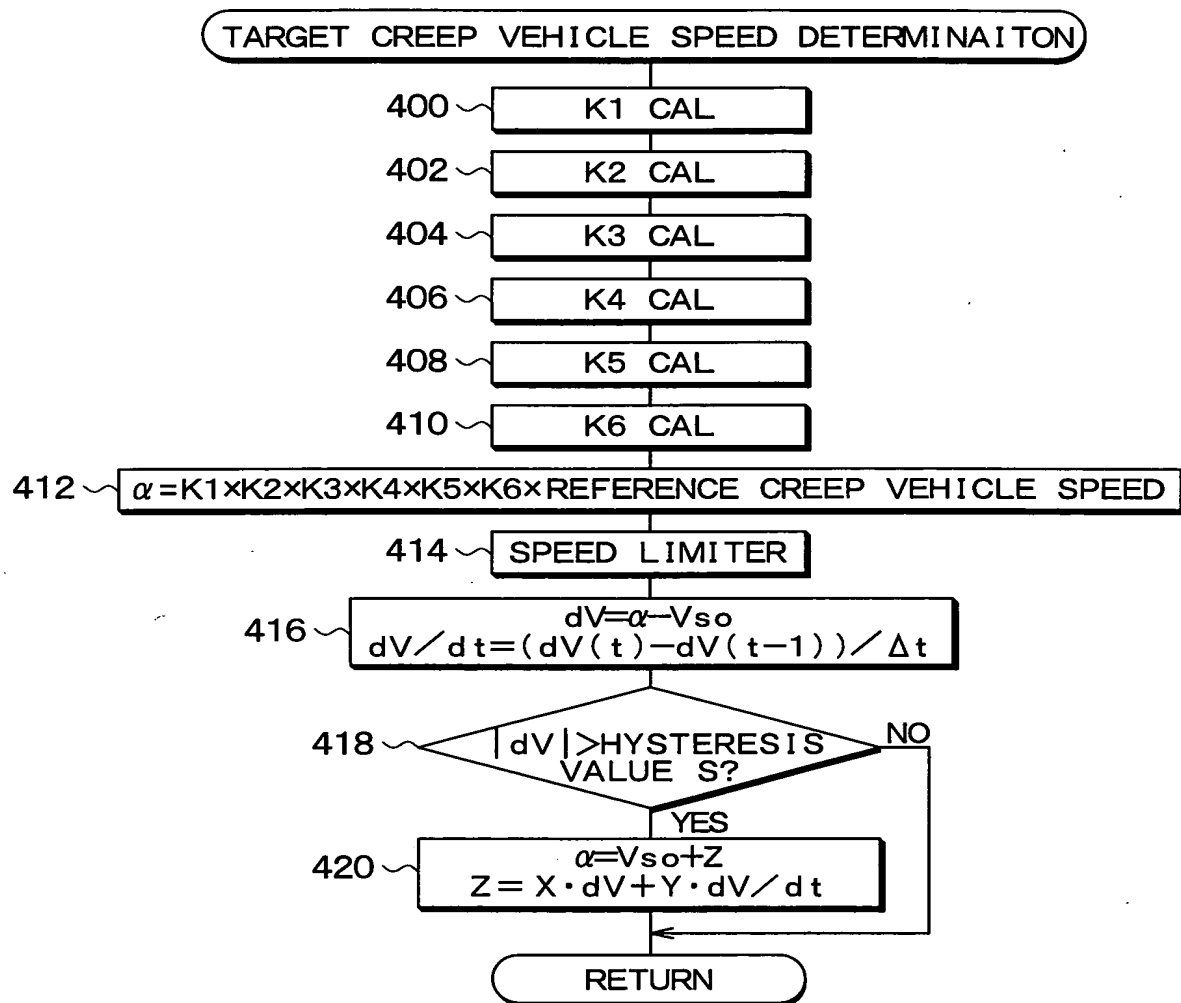 TARGET CREEP VEHICLE SPEED DETERMINAITON
400 K1 CAL
402 K2 CAL
404 K3 CAL
406 K4 CAL
408 K5 CAL
410 K6 CAL
412 α=K1×K2×K3×K4×K5×K6×REFERENCE CREEP VEHICLE SPEED
414 SPEED LIMITER
416 dV=α−Vso
dV/dt=(dV(t)−dV(t−1))/Δt
418 |dV|>HYSTERESIS
VALUE S?
NO
YES
420 α=Vso+Z
Z=X·dV+Y·dV/dt
RETURN